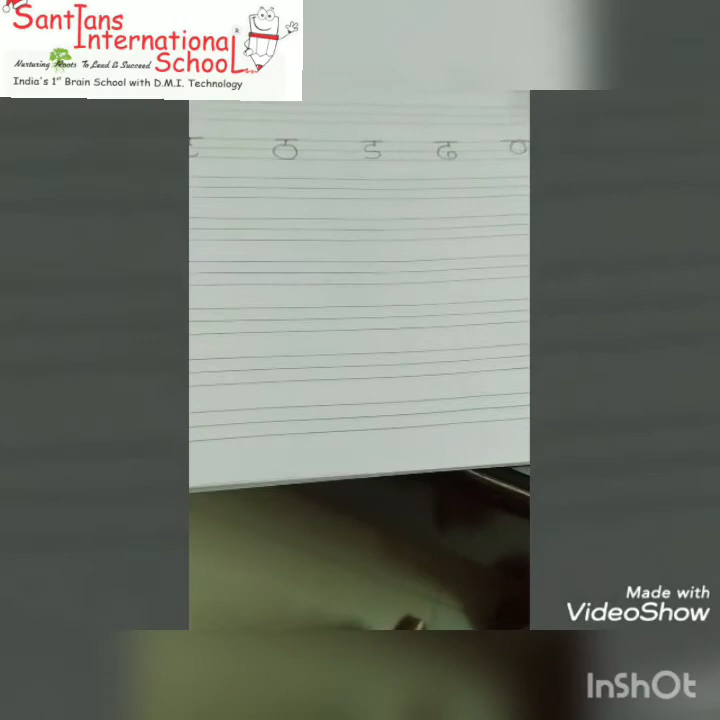 SantIans
International
School
Nurturing Roots To Lead & Succeed
India's 1st Brain School with D.M.I. Technology
ट ठ ड ढ ण
Made with
VideoShow
InShOt